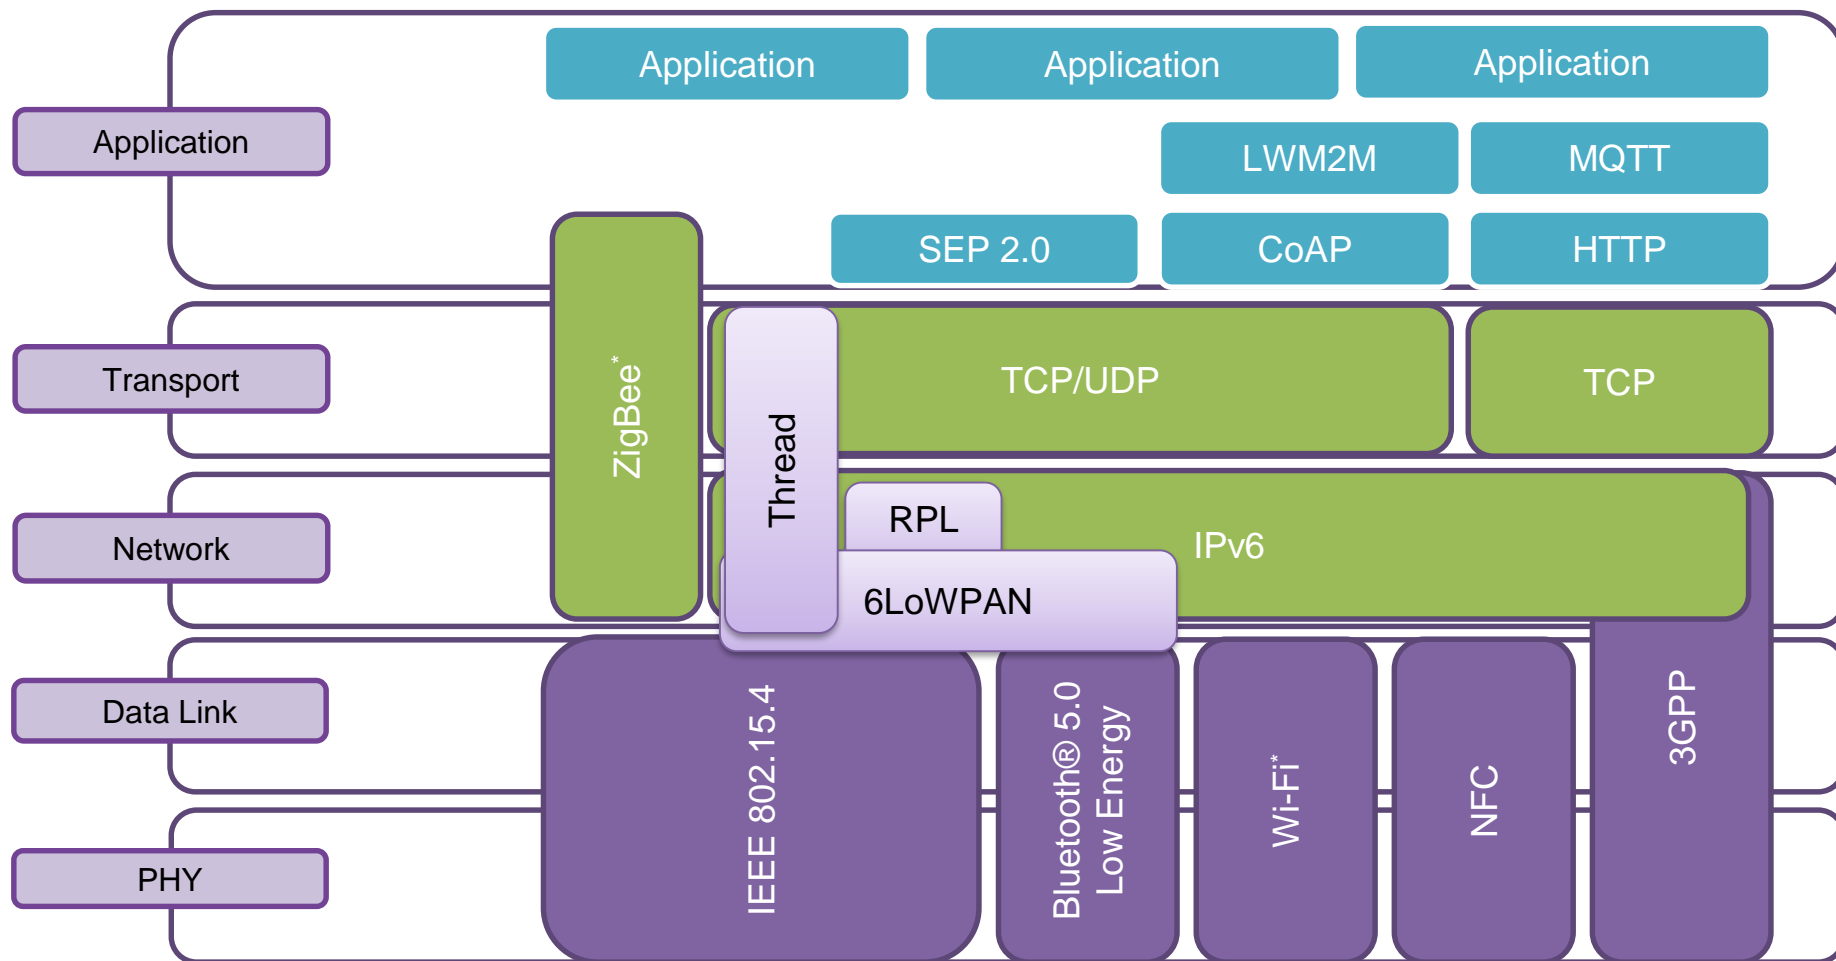 Application
Application
Application
Application
LWM2M
MQTT
SEP 2.0
CoAP
HTTP
Transport
ZigBee*
Thread
TCP/UDP
TCP
Network
RPL
IPv6
6LoWPAN
Data Link
IEEE 802.15.4
Bluetooth® 5.0
Low Energy
Wi-Fi*
NFC
3GPP
PHY